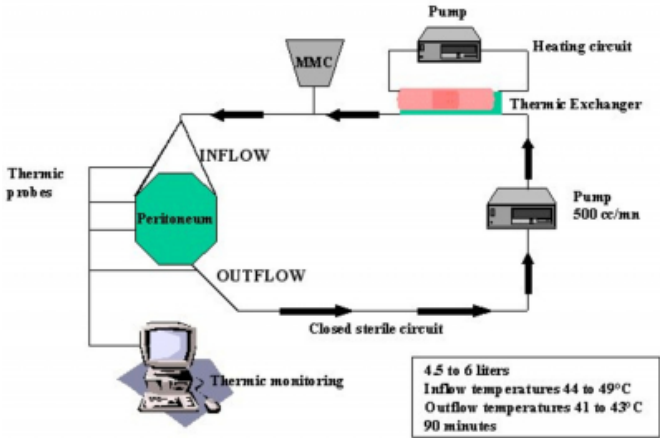 Pump
Heating circuit
MMC
Thermic Exchanger
INFLOW
Thermic
probes
Peritoneum
Pump
500 cc/mn
OUTFLOW
Closed sterile circuit
Thermic monitoring
4.5 to 6 liters
Inflow temperatures 44 to 49°C
Outflow temperatures 41 to 43°C
90 minutes